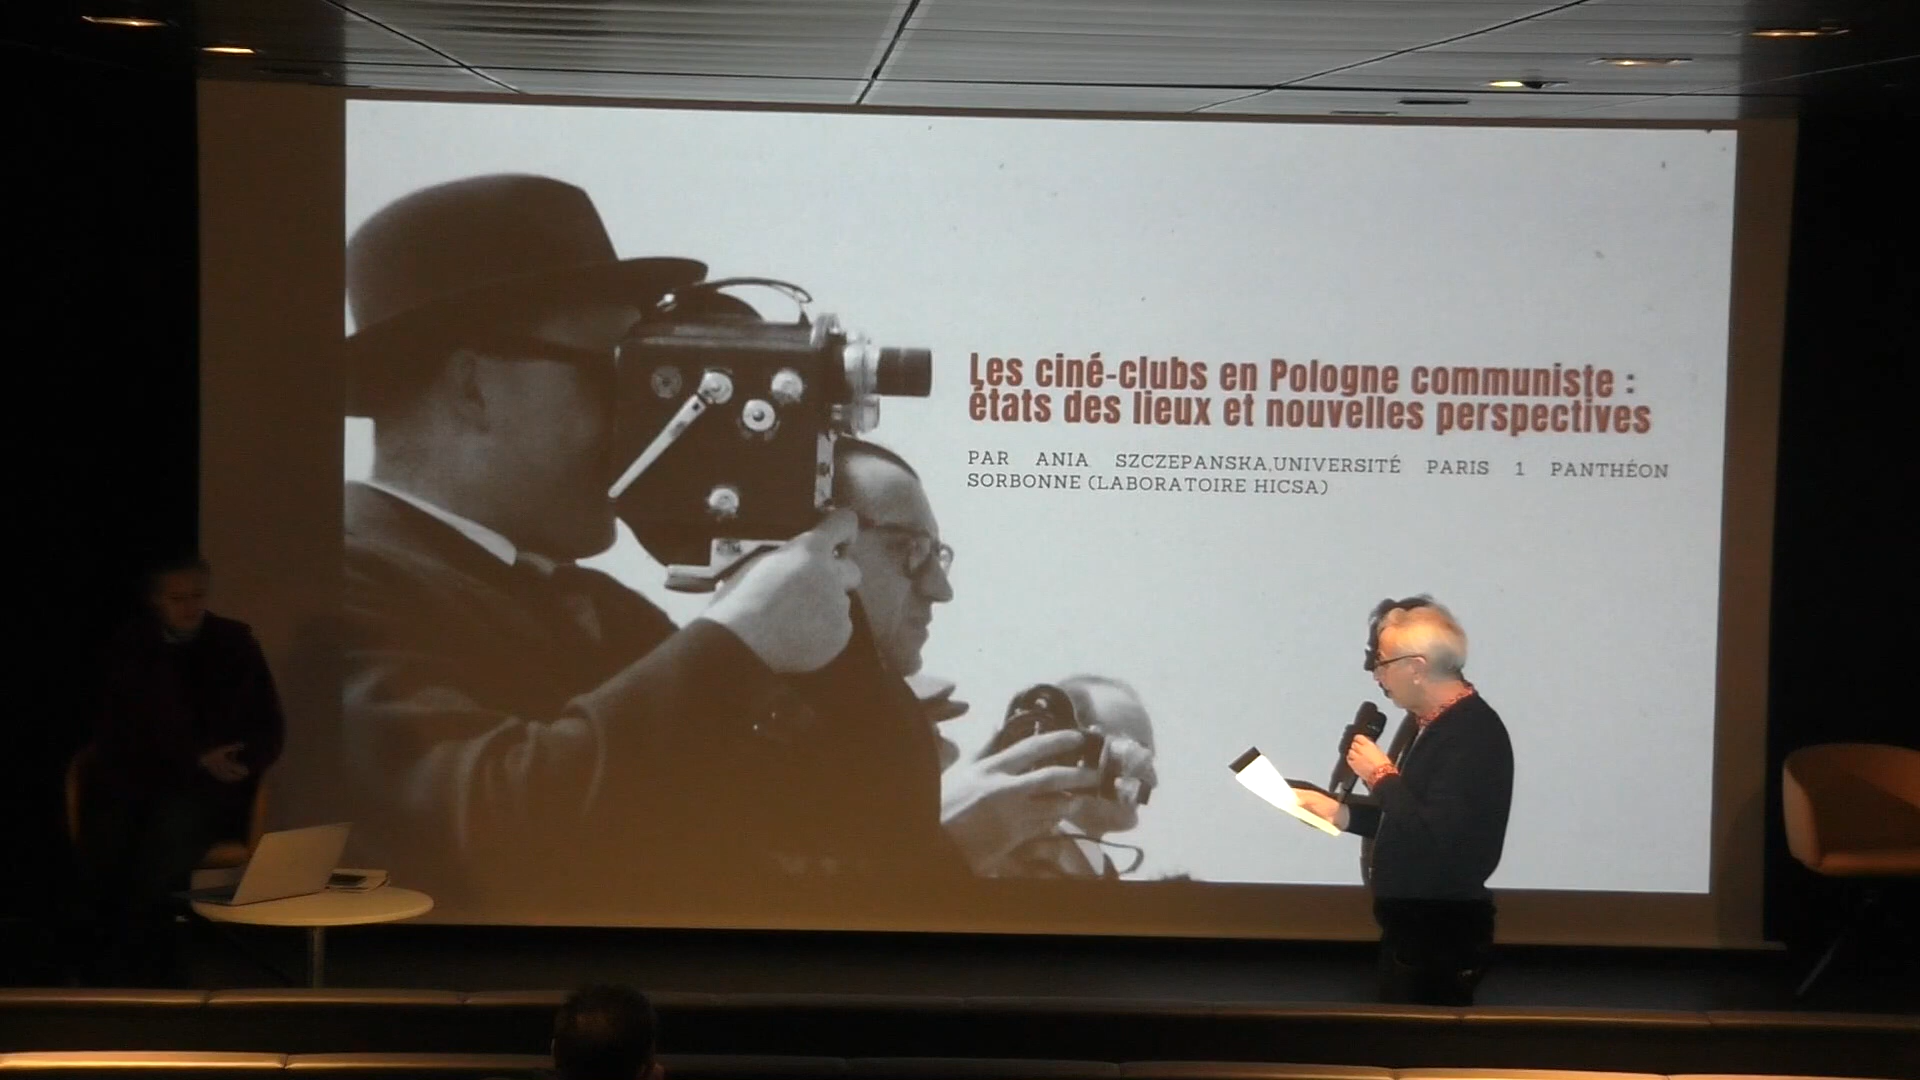 Les ciné-clubs en Pologne communiste :
états des lieux et nouvelles perspectives
PAR ANIA SZCZEPANSKA,UNIVERSITÉ PARIS 1 PANTHÉON
SORBONNE (LABORATOIRE HICSA)